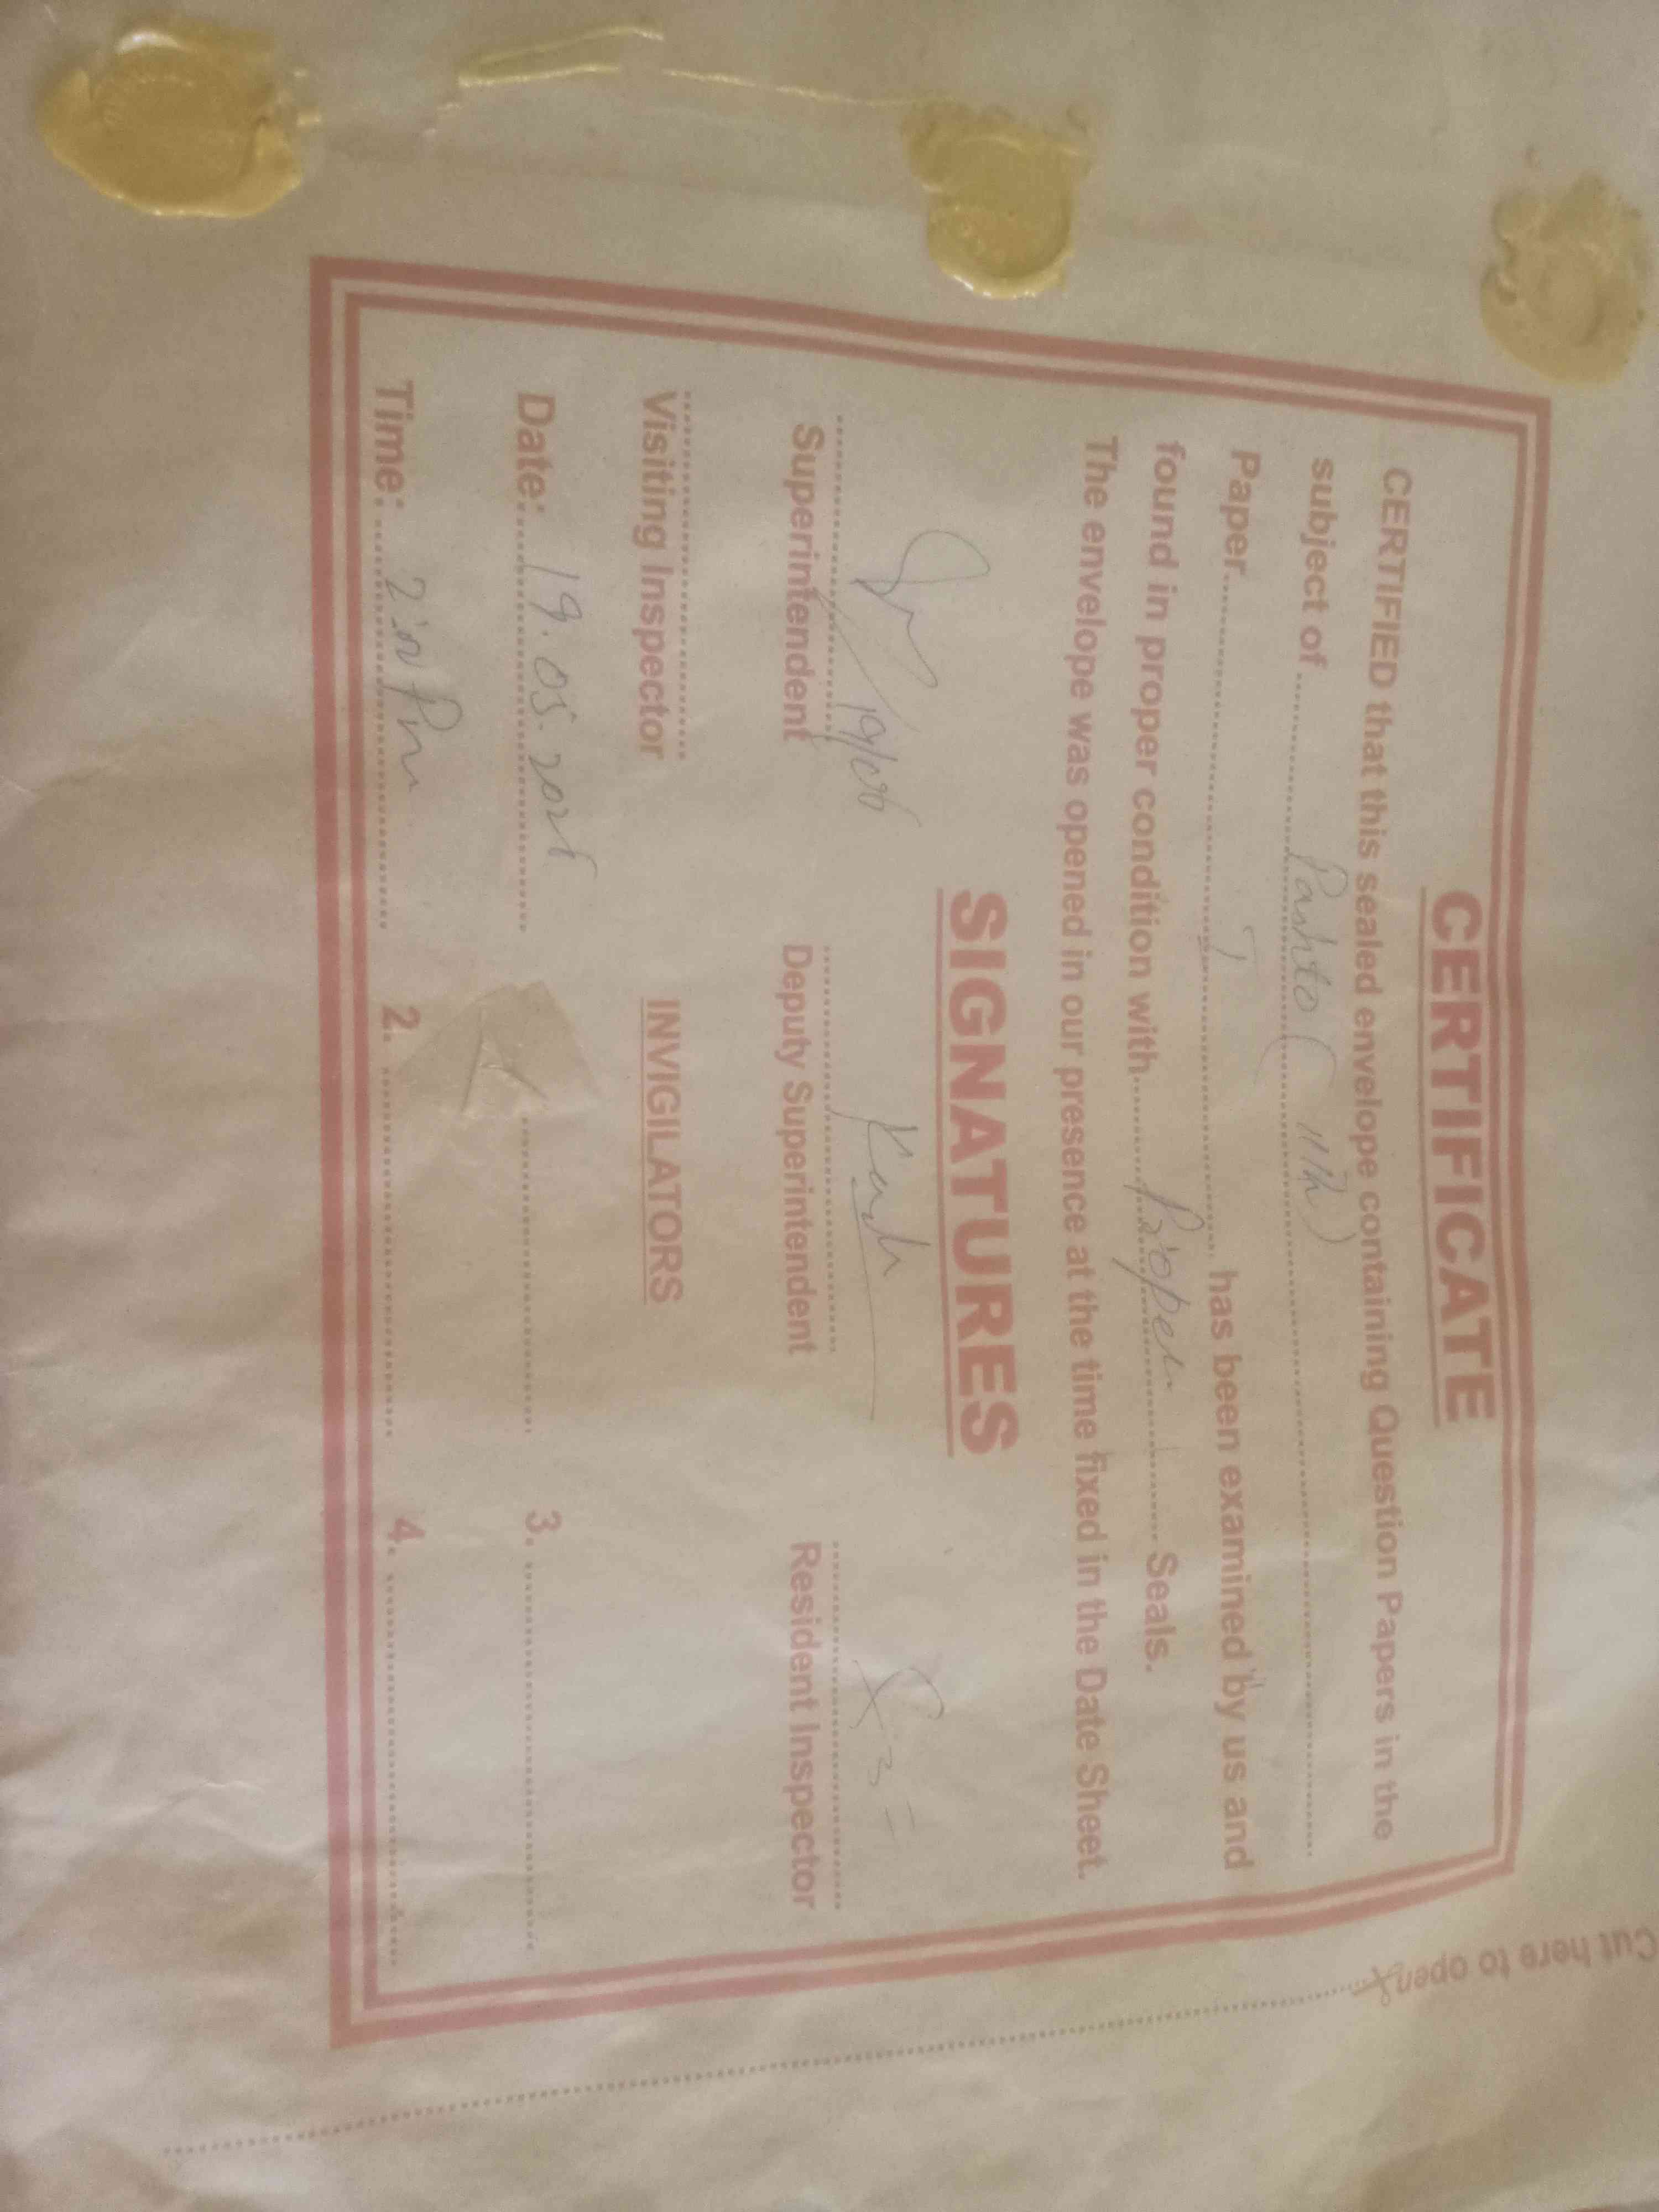 CERTIFICATE
CERTIFIED that this sealed envelope containing Question Papers in the
subject of Pashto (11th)
Paper I has been examined by us and
found in proper condition with Proper Seals.
The envelope was opened in our presence at the time fixed in the Date Sheet.
SIGNATURES
Superintendent Deputy Superintendent Resident Inspector
Visiting Inspector INVIGILATORS
Date: 19.05.2026 3.
Time: 2:00 Pm 2. 4.
Cut here to open